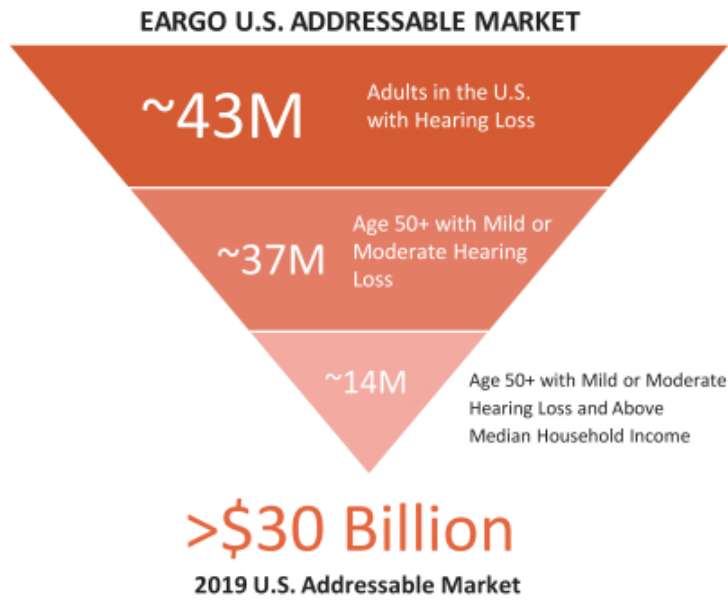 EARGO U.S. ADDRESSABLE MARKET
~43M
Adults in the U.S.
with Hearing Loss
~37M
Age 50+ with Mild or
Moderate Hearing
Loss
~14M
Age 50+ with Mild or Moderate
Hearing Loss and Above
Median Household Income
>$30 Billion
2019 U.S. Addressable Market